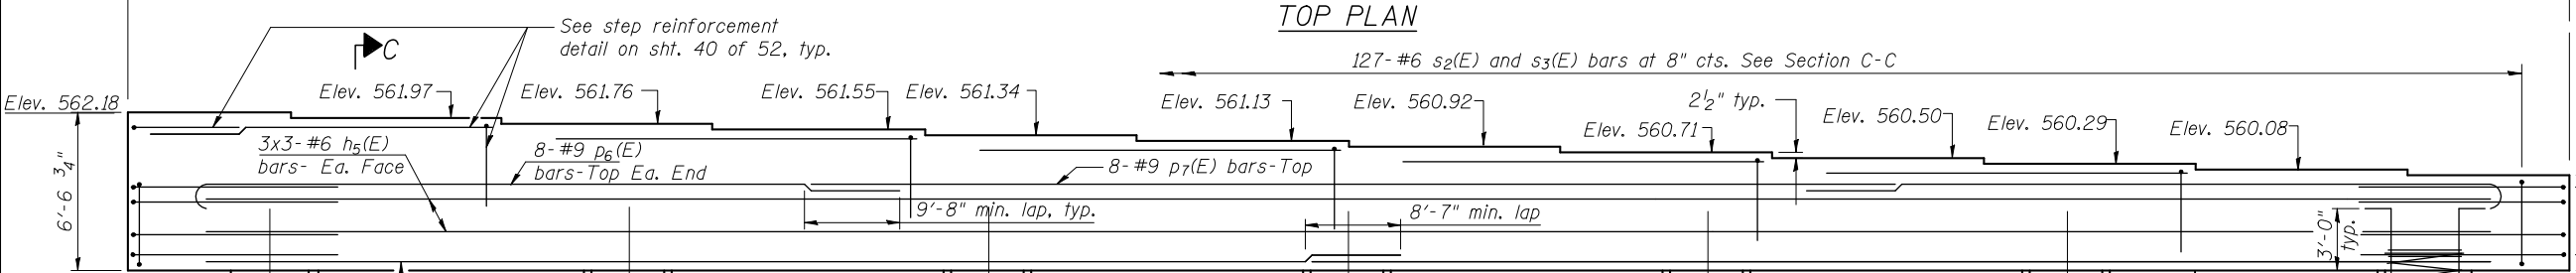 TOP PLAN
See step reinforcement
detail on sht. 40 of 52, typ.
C
127-#6 s2(E) and s3(E) bars at 8" cts. See Section C-C
Elev. 562.18
Elev. 561.97
Elev. 561.76
Elev. 561.55
Elev. 561.34
Elev. 561.13
Elev. 560.92
2½" typ.
Elev. 560.71
Elev. 560.50
Elev. 560.29
Elev. 560.08
6'-6 ¾"
3x3-#6 h5(E)
bars- Ea. Face
8-#9 p6(E)
bars-Top Ea. End
8-#9 p7(E) bars-Top
9'-8" min. lap, typ.
8'-7" min. lap
3'-0"
typ.